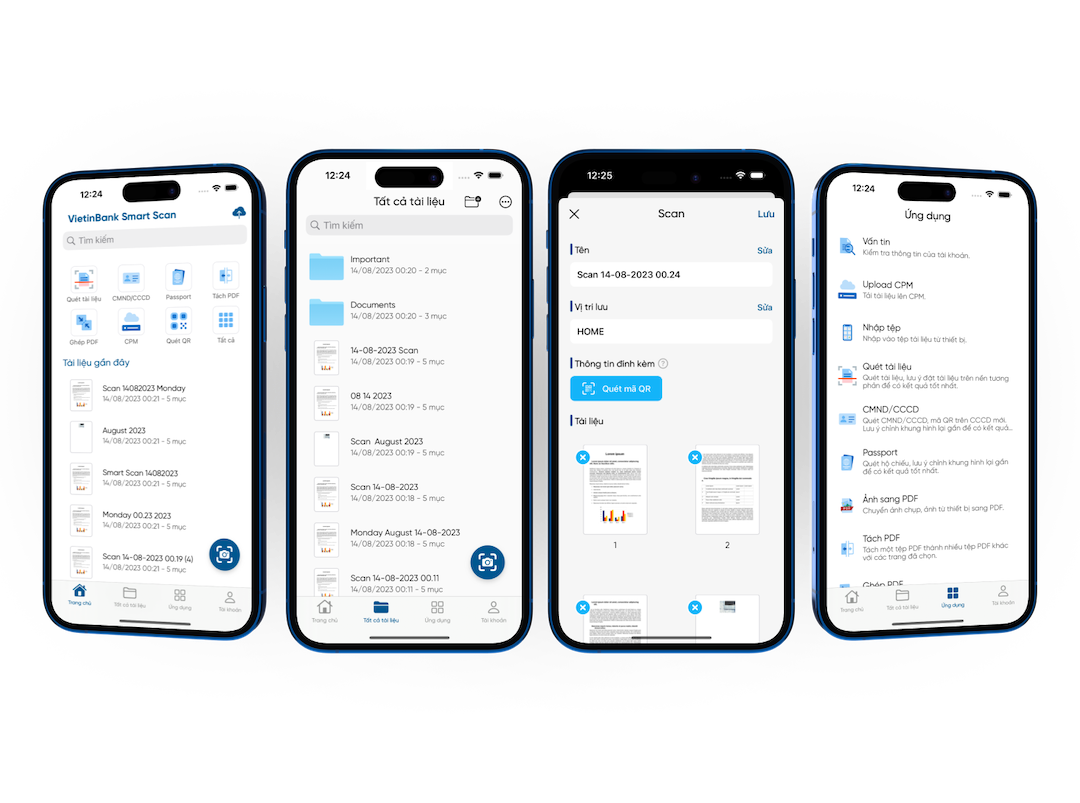 12:24
VietinBank Smart Scan
Tìm kiếm
Quét tài liệu
CMND/CCCD
Passport
Tách PDF
Ghép PDF
CPM
Quét QR
Tất cả
Tài liệu gần đây
Scan 14082023 Monday
14/08/2023 00:21 - 5 mục
August 2023
14/08/2023 00:21 - 5 mục
Smart Scan 14082023
14/08/2023 00:21 - 5 mục
Monday 00.23 2023
14/08/2023 00:21 - 5 mục
Scan 14-08-2023 00.19 (4)
14/08/2023 00:21 - 5 mục
Trang chủ
Tất cả tài liệu
Ứng dụng
Tài khoản
12:24
Tất cả tài liệu
Tìm kiếm
Important
14/08/2023 00:20 - 2 mục
Documents
14/08/2023 00:20 - 3 mục
14-08-2023 Scan
14/08/2023 00:19 - 5 mục
08 14 2023
14/08/2023 00:19 - 5 mục
Scan August 2023
14/08/2023 00:19 - 5 mục
Scan 14-08-2023
14/08/2023 00:18 - 5 mục
Monday August 14-08-2023
14/08/2023 00:18 - 5 mục
Scan 14-08-2023 00.11
14/08/2023 00:11 - 5 mục
Trang chủ
Tất cả tài liệu
Ứng dụng
Tài khoản
12:25
Scan
Lưu
Tên
Sửa
Scan 14-08-2023 00.24
Vị trí lưu
Sửa
HOME
Thông tin đính kèm ?
Quét mã QR
Tài liệu
Lorem ipsum
1
2
12:24
Ứng dụng
Vấn tin
Kiểm tra thông tin của tài khoản.
Upload CPM
Tải tài liệu lên CPM.
Nhập tệp
Nhập vào tệp tài liệu từ thiết bị.
Quét tài liệu
Quét tài liệu, lưu ý đặt tài liệu trên nền tương
phản để có kết quả tốt nhất.
CMND/CCCD
Quét CMND/CCCD, mã QR trên CCCD mới.
Lưu ý chỉnh khung hình lại gần để có kết quả...
Passport
Quét hộ chiếu, lưu ý chỉnh khung hình lại gần
để có kết quả tốt nhất.
Ảnh sang PDF
Chuyển ảnh chụp, ảnh từ thiết bị sang PDF.
Tách PDF
Tách một tệp PDF thành nhiều tệp PDF khác
với các trang đã chọn.
Ghép PDF
Trang chủ
Tất cả tài liệu
Ứng dụng
Tài khoản